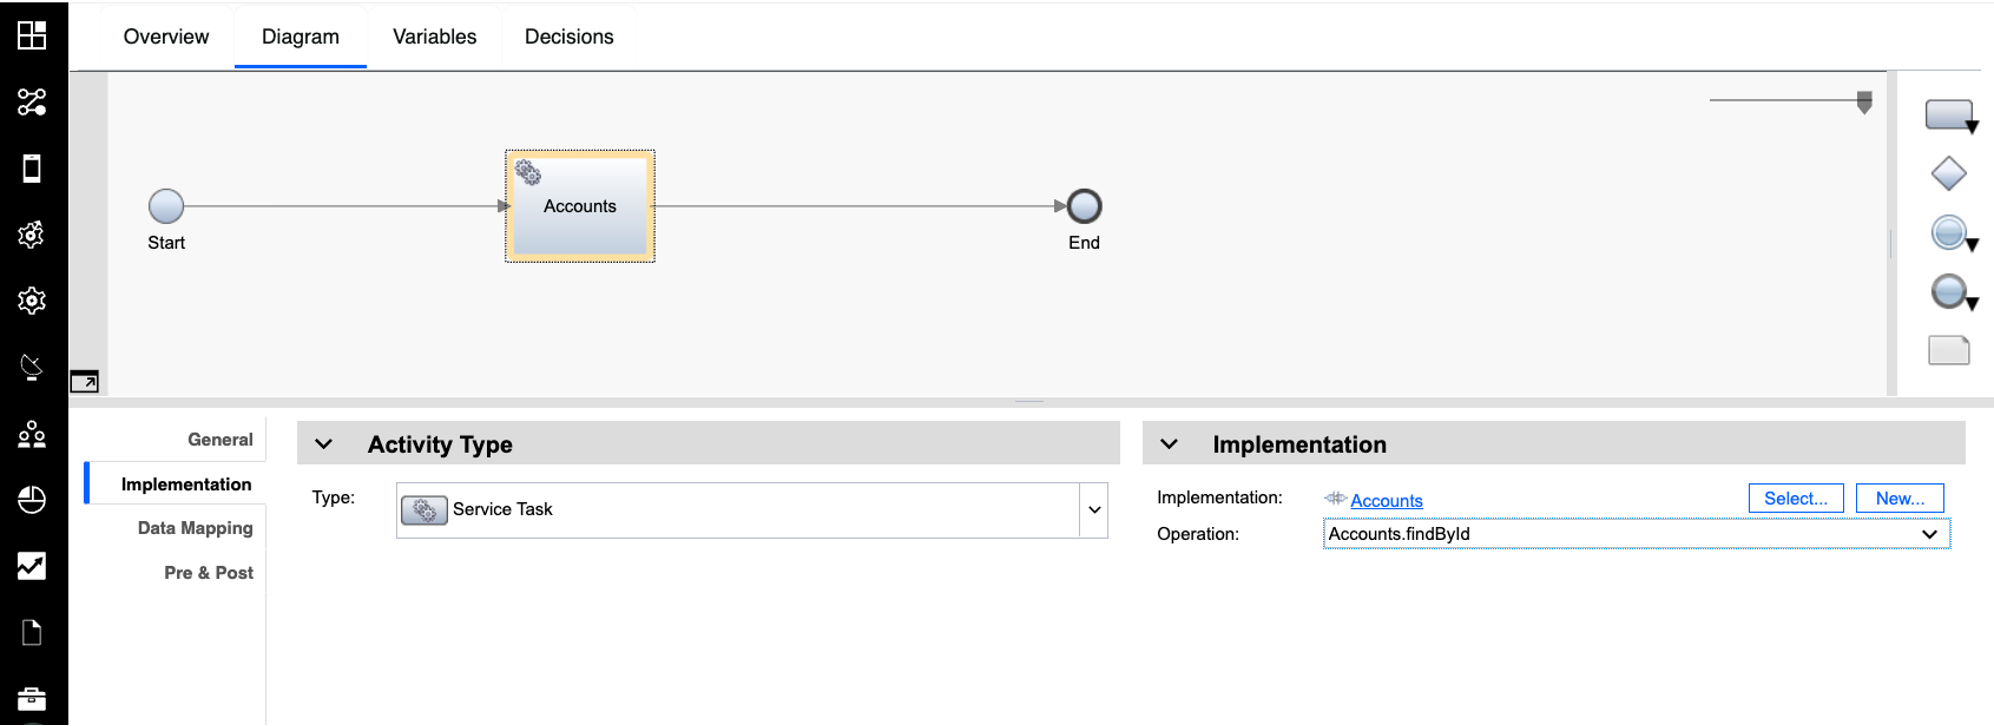 Overview Diagram Variables Decisions
Accounts
Start
End
General
Implementation
Data Mapping
Pre & Post
Activity Type
Type: Service Task
Implementation
Implementation: Accounts Select... New...
Operation: Accounts.findById